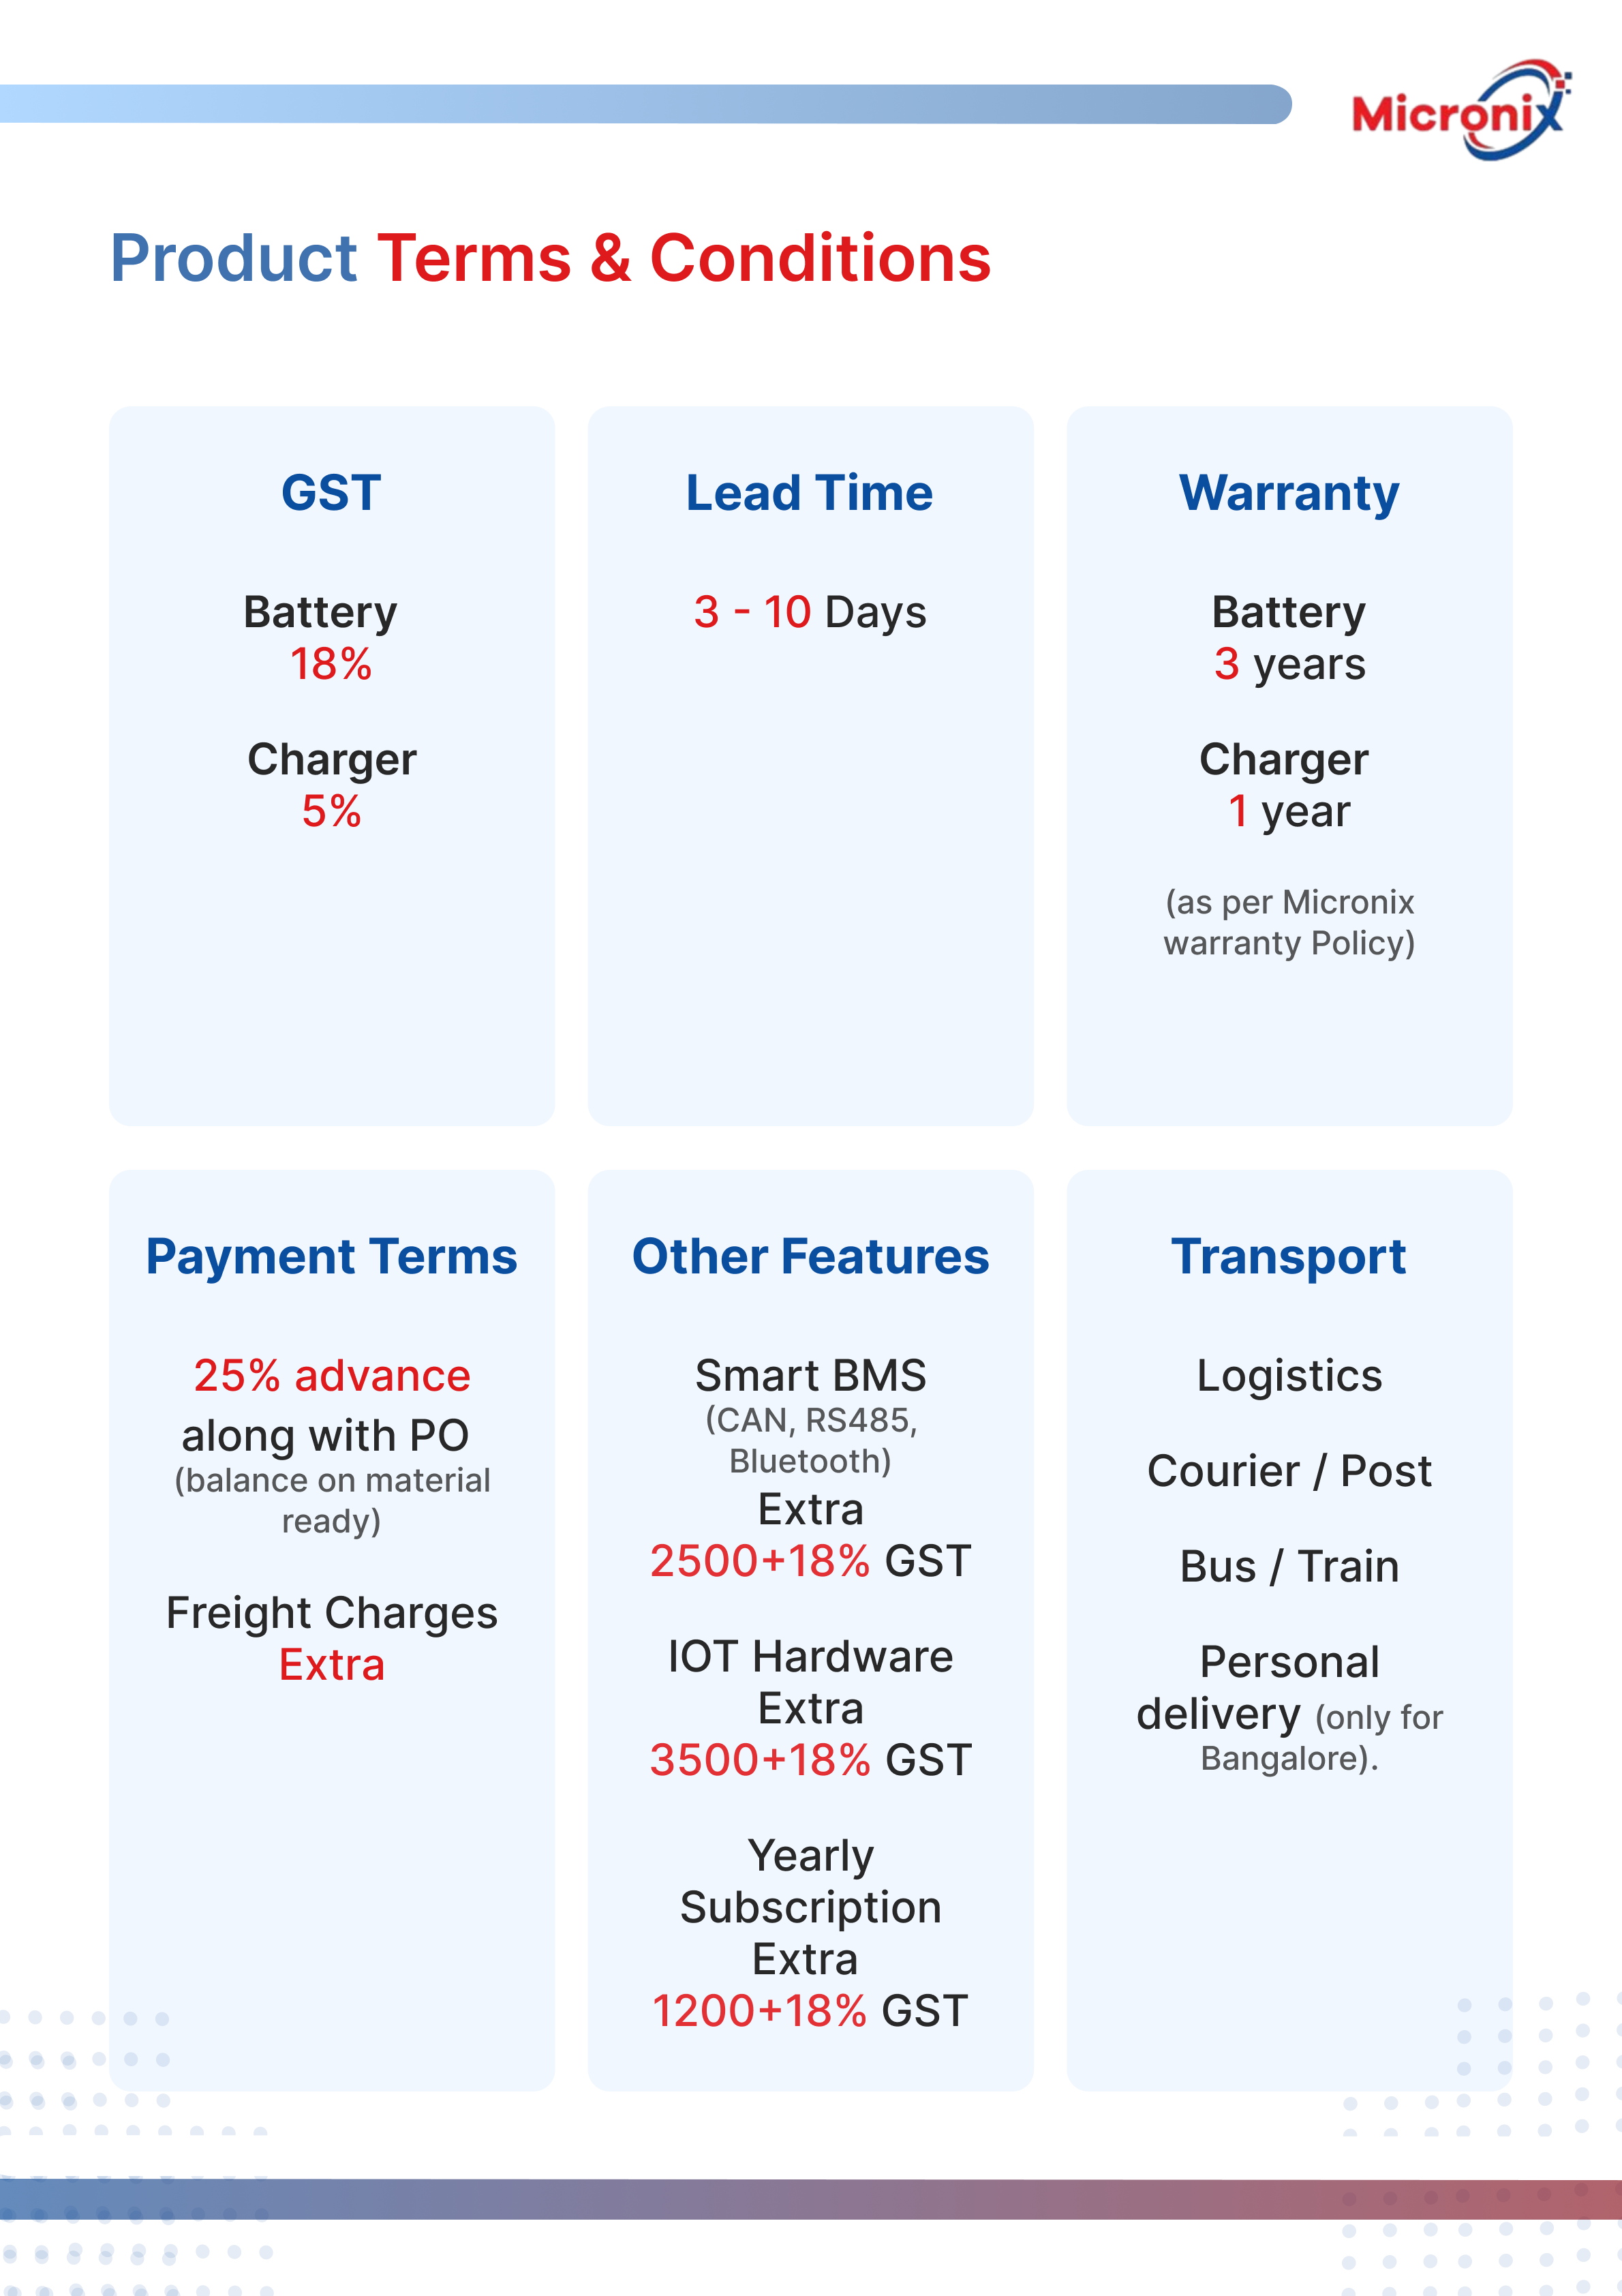 Micronix
Product Terms & Conditions
GST
Battery
18%
Charger
5%
Lead Time
3 - 10 Days
Warranty
Battery
3 years
Charger
1 year
(as per Micronix
warranty Policy)
Payment Terms
25% advance
along with PO
(balance on material
ready)
Freight Charges
Extra
Other Features
Smart BMS
(CAN, RS485,
Bluetooth)
Extra
2500+18% GST
IOT Hardware
Extra
3500+18% GST
Yearly
Subscription
Extra
1200+18% GST
Transport
Logistics
Courier / Post
Bus / Train
Personal
delivery (only for
Bangalore).